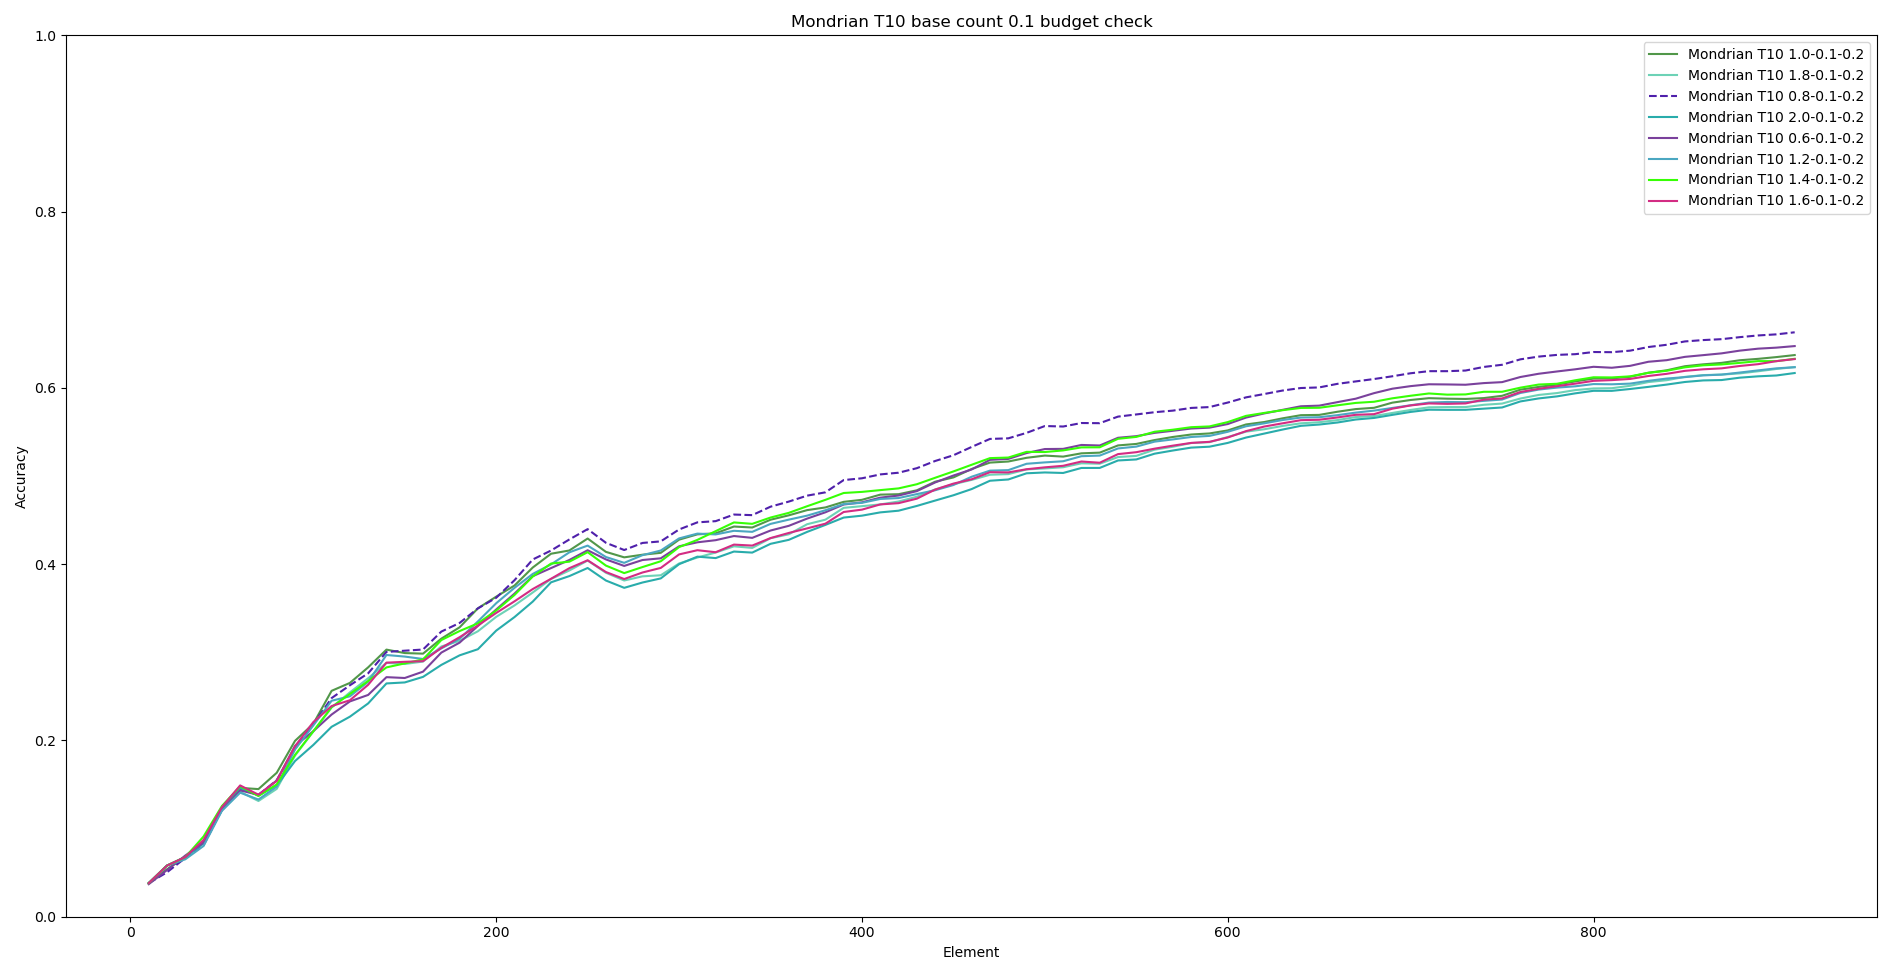 Mondrian T10 base count 0.1 budget check
1.0
0.8
0.6
0.4
0.2
0.0
Accuracy
0
200
400
600
800
Element
Mondrian T10 1.0-0.1-0.2
Mondrian T10 1.8-0.1-0.2
Mondrian T10 0.8-0.1-0.2
Mondrian T10 2.0-0.1-0.2
Mondrian T10 0.6-0.1-0.2
Mondrian T10 1.2-0.1-0.2
Mondrian T10 1.4-0.1-0.2
Mondrian T10 1.6-0.1-0.2